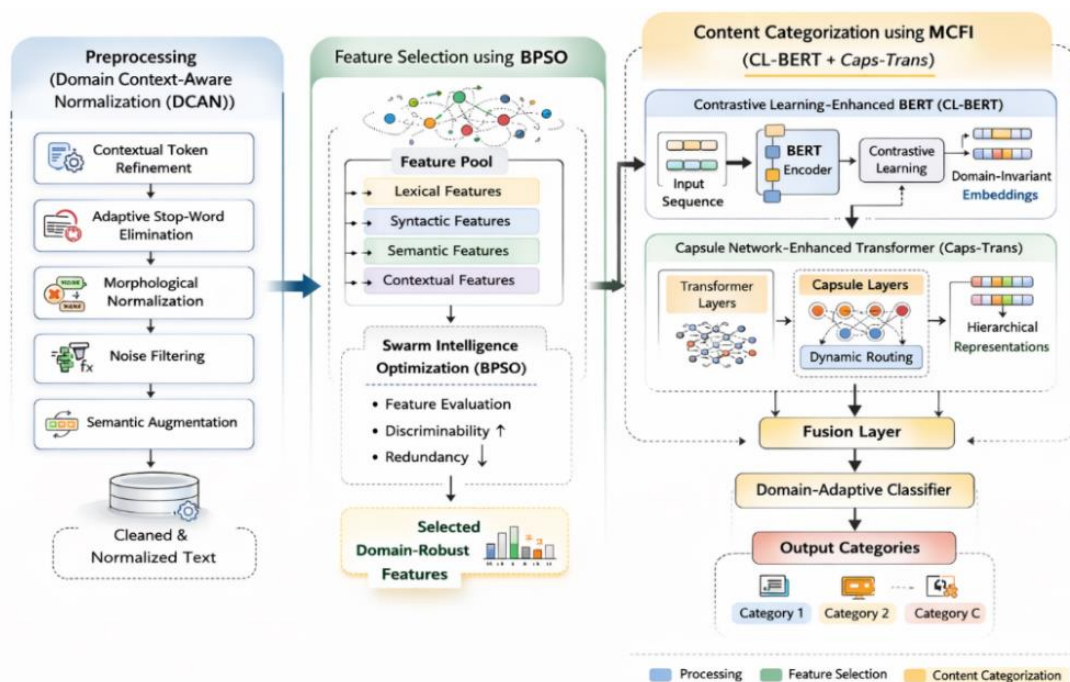 Preprocessing
(Domain Context-Aware
Normalization (DCAN))
Contextual Token
Refinement
Adaptive Stop-Word
Elimination
Morphological
Normalization
Noise Filtering
fx
Semantic Augmentation
Cleaned &
Normalized Text
Feature Selection using BPSO
Feature Pool
Lexical Features
Syntactic Features
Semantic Features
Contextual Features
Swarm Intelligence
Optimization (BPSO)
• Feature Evaluation
• Discriminability ↑
• Redundancy ↓
Selected
Domain-Robust
Features
Content Categorization using MCFI
(CL-BERT + Caps-Trans)
Contrastive Learning-Enhanced BERT (CL-BERT)
Input
Sequence
BERT
Encoder
Contrastive
Learning
Domain-Invariant
Embeddings
Capsule Network-Enhanced Transformer (Caps-Trans)
Transformer
Layers
Capsule Layers
Dynamic Routing
Hierarchical
Representations
Fusion Layer
Domain-Adaptive Classifier
Output Categories
Category 1
Category 2
Category C
Processing
Feature Selection
Content Categorization